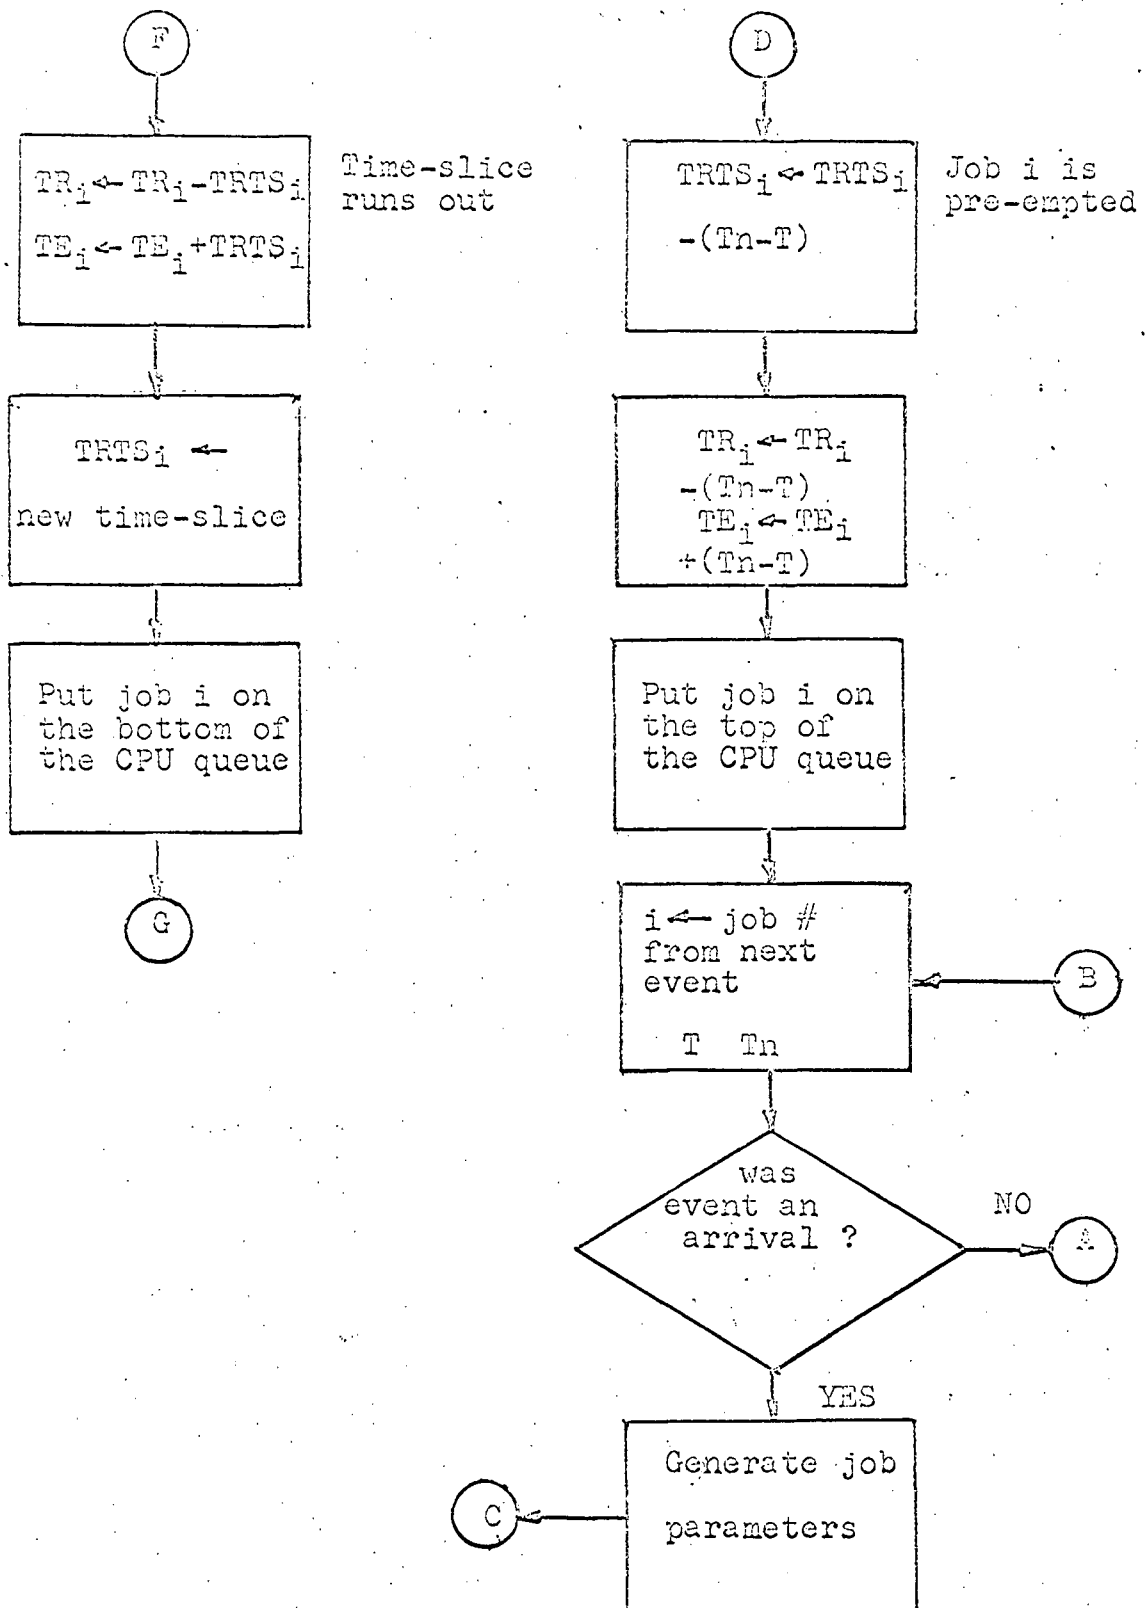 F
TRᵢ←TRᵢ-TRTSᵢ
TEᵢ←TEᵢ+TRTSᵢ
Time-slice
runs out
TRTSᵢ ←
new time-slice
Put job i on
the bottom of
the CPU queue
G
D
TRTSᵢ←TRTSᵢ
-(Tn-T)
Job i is
pre-empted
TRᵢ←TRᵢ
-(Tn-T)
TEᵢ←TEᵢ
+(Tn-T)
Put job i on
the top of
the CPU queue
i← job #
from next
event
T Tn
B
was
event an
arrival ?
NO
A
YES
Generate job
parameters
C